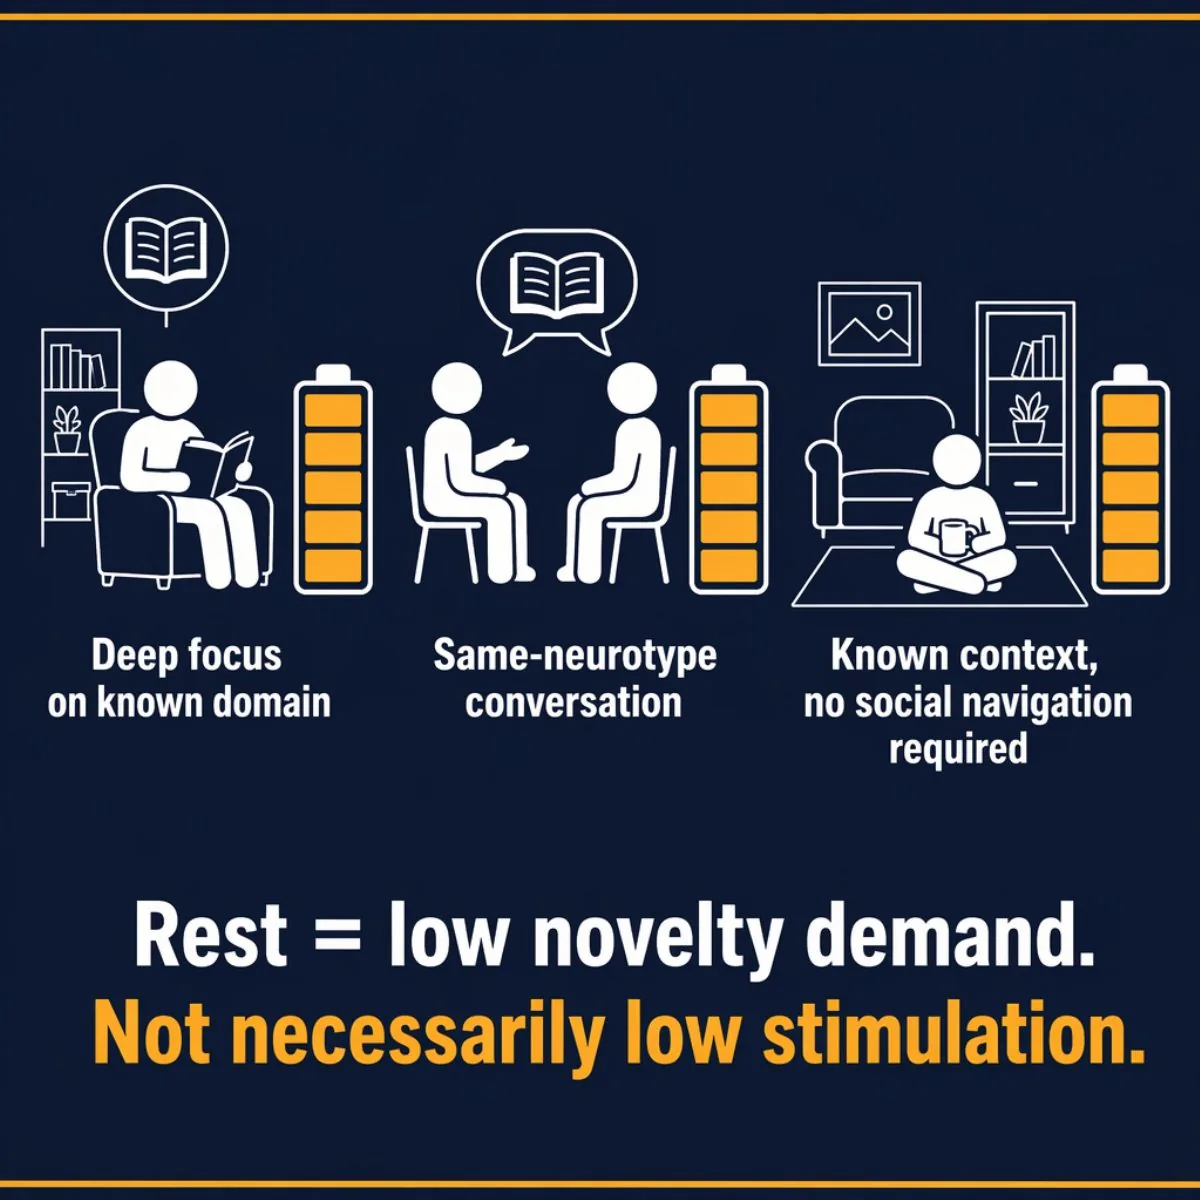 Deep focus
on known domain
Same-neurotype
conversation
Known context,
no social navigation
required
Rest = low novelty demand.
Not necessarily low stimulation.